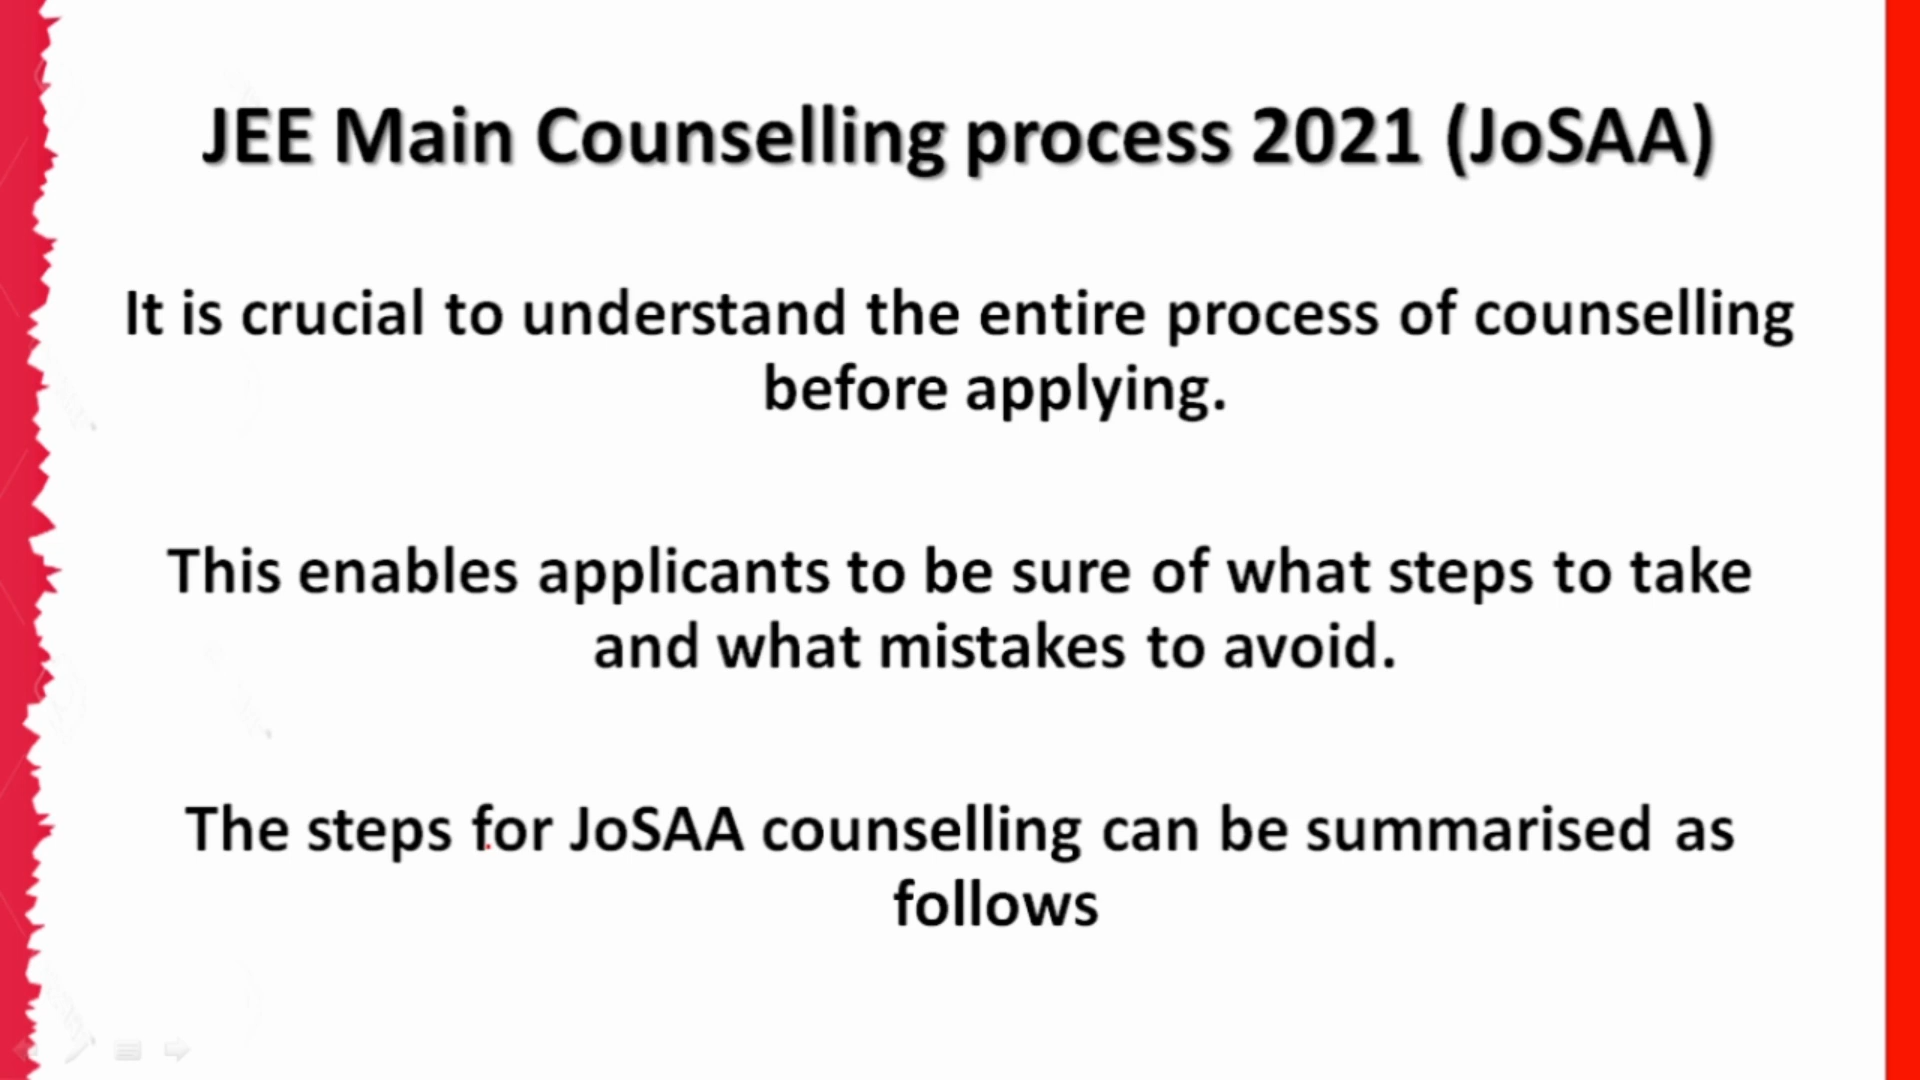 JEE Main Counselling process 2021 (JoSAA)
It is crucial to understand the entire process of counselling
before applying.
This enables applicants to be sure of what steps to take
and what mistakes to avoid.
The steps for JoSAA counselling can be summarised as
follows